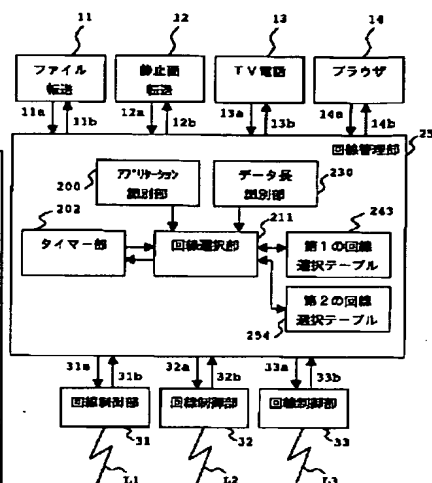 11
12
13
14
ファイル
転送
静止画
転送
TV電話
ブラウザ
11a
11b
12a
12b
13a
13b
14a
14b
回線管理部
25
200
アプリケーション
識別部
データ長
識別部
230
202
211
243
タイマー部
回線選択部
第1の回線
選択テーブル
第2の回線
選択テーブル
254
31a
31b
32a
32b
33a
33b
回線制御部
回線制御部
回線制御部
31
32
33
L1
L2
L3